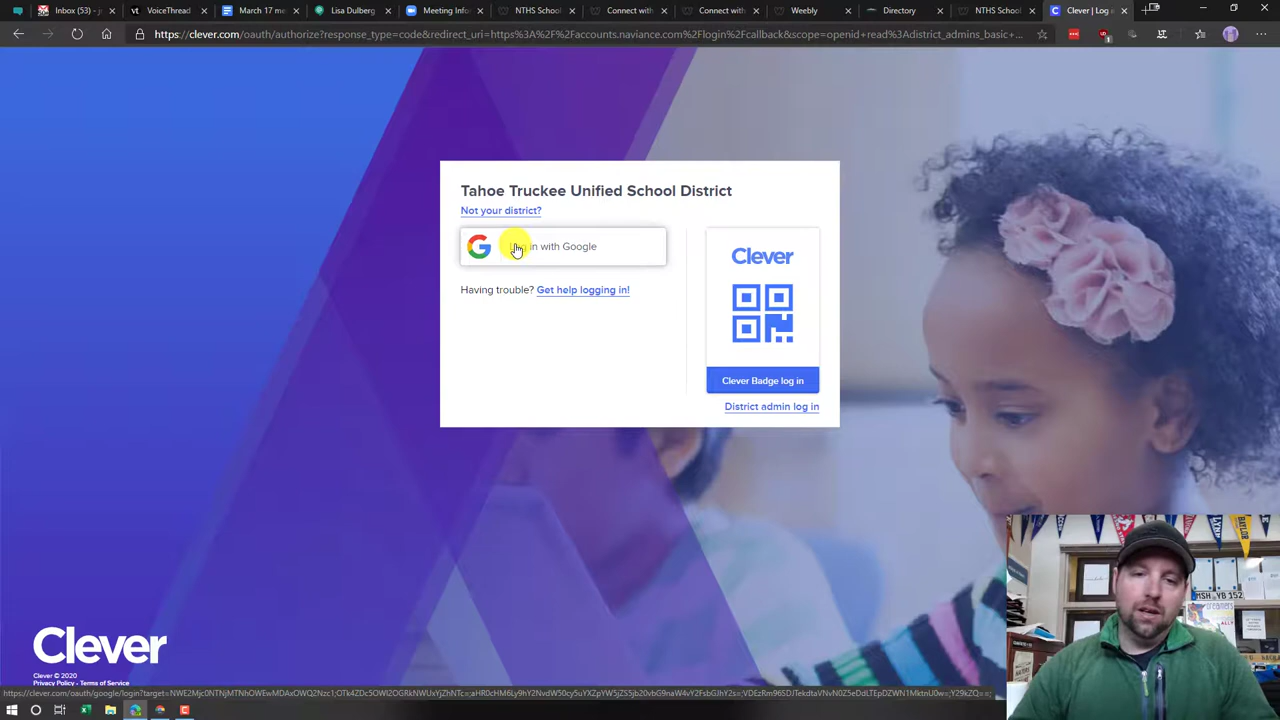 Inbox (53) - j
VoiceThread
March 17 me
Lisa Dulberg
Meeting Info
NTHS School
Connect with
Connect with
Weebly
Directory
NTHS School
Clever | Log i
https://clever.com/oauth/authorize?response_type=code&redirect_uri=https%3A%2F%2Faccounts.naviance.com%2Flogin%2Fcallback&scope=openid+read%3Adistrict_admins_basic+...
Tahoe Truckee Unified School District
Not your district?
in with Google
Having trouble? Get help logging in!
Clever
Clever Badge log in
District admin log in
LYNN
BAYLOR
Clever
Clever © 2020
Privacy Policy - Terms of Service